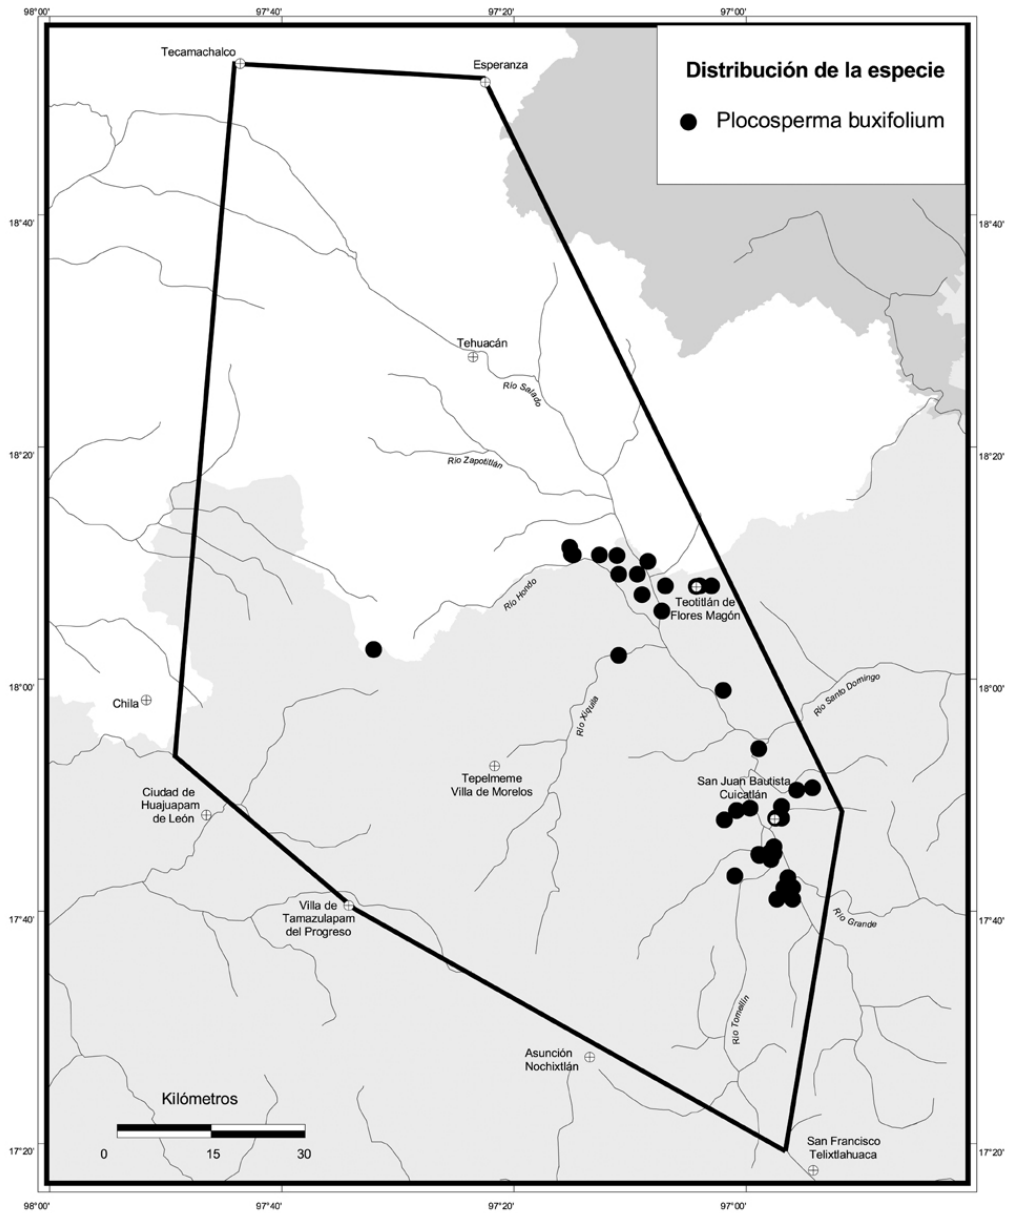 98°00'
97°40'
97°20'
97°00'
Tecamachalco
Esperanza
Distribución de la especie
Plocosperma buxifolium
18°40'
18°40'
Tehuacán
Río Salado
18°20'
18°20'
Río Zapotitlán
Río Hondo
Teotitlán de
Flores Magón
18°00'
18°00'
Río Santo Domingo
Chila
Río Xiquila
Tepelmeme
Villa de Morelos
San Juan Bautista
Cuicatlán
Ciudad de
Huajuapam
de León
Villa de
Tamazulapam
del Progreso
17°40'
17°40'
Río Grande
Río Tomellín
Asunción
Nochixtlán
Kilómetros
0
15
30
San Francisco
Telixtlahuaca
17°20'
17°20'
98°00'
97°40'
97°20'
97°00'